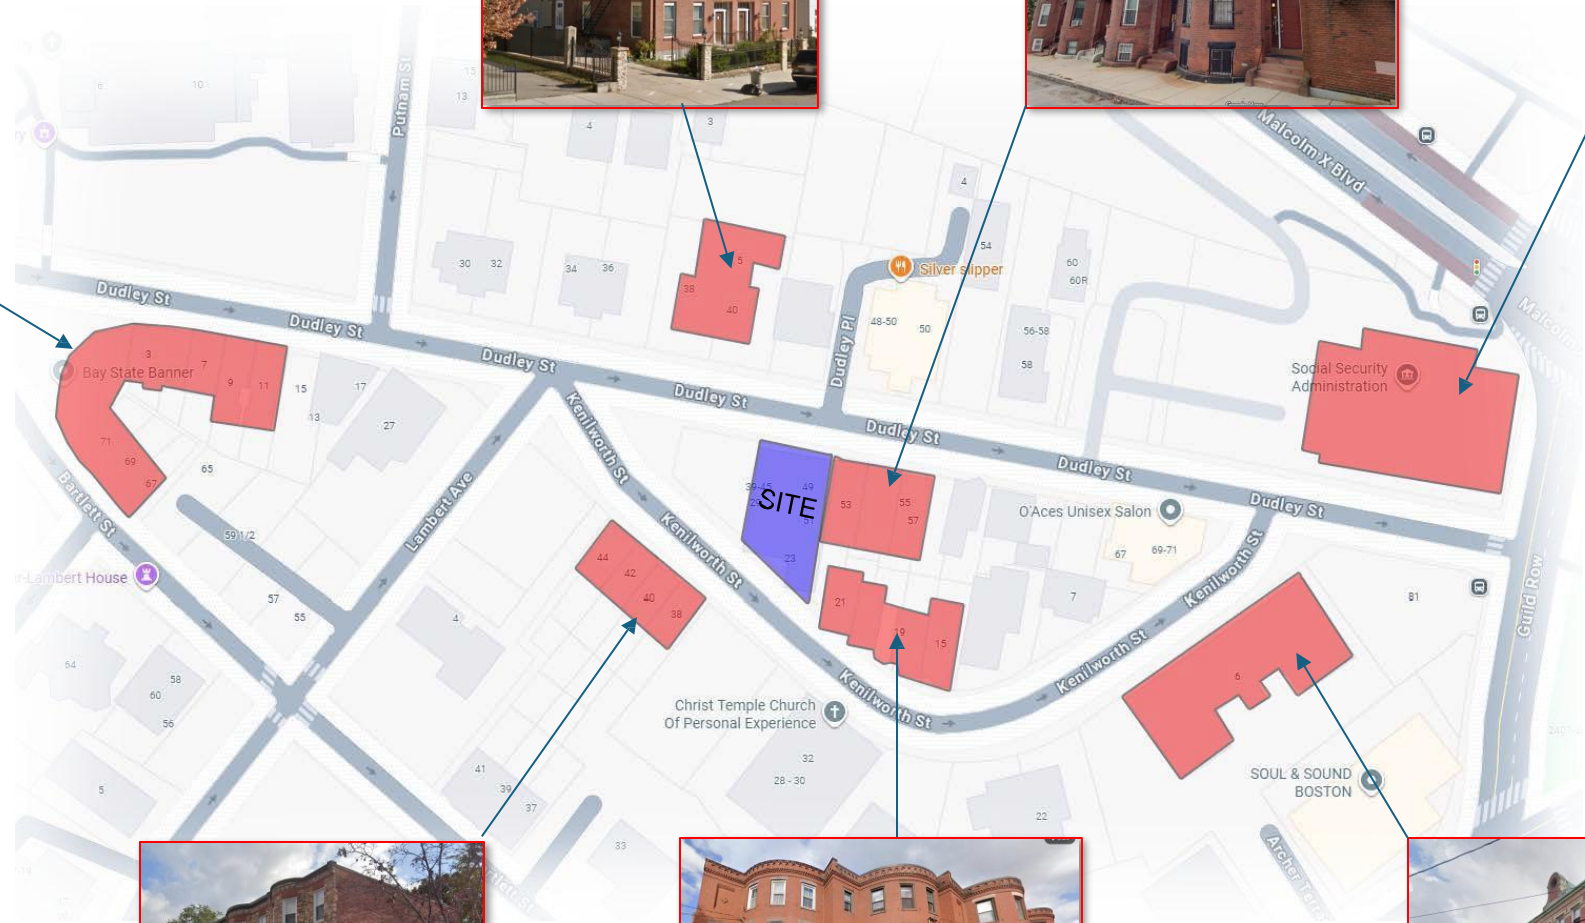 6
10
15
13
Putnam St
4
3
4
Malcolm X Blvd
30
32
34
36
5
38
40
Silver slipper
54
60
60R
Dudley St
Dudley St
Dudley St
Dudley St
Dudley Pl
48-50
50
56-58
58
Social Security
Administration
Bay State Banner
3
7
9
11
15
17
13
27
Dudley St
Dudley St
Dudley St
Kenilworth St
SITE
49
23
53
55
57
O'Aces Unisex Salon
67
69-71
71
69
67
65
Bartlett St
Lambert Ave
59 1/2
57
55
Lambert House
44
42
40
38
Kenilworth St
21
19
15
7
Kenilworth St
81
Guild Row
64
58
60
56
4
Christ Temple Church
Of Personal Experience
Kenilworth St
Kenilworth St
6
32
28 - 30
SOUL & SOUND
BOSTON
41
39
37
5
33
22